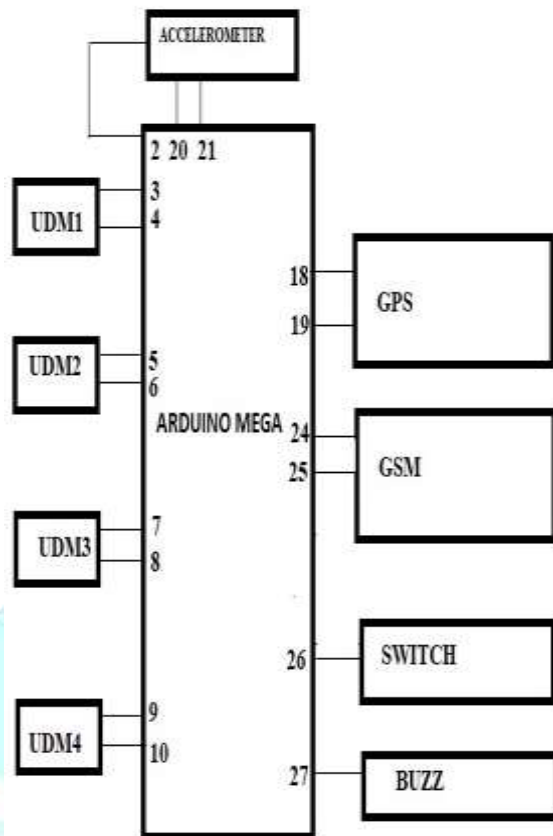 ACCELEROMETER
2 20 21
3
UDM1
4
18
GPS
19
5
UDM2
6
ARDUINO MEGA
24
25
GSM
7
UDM3
8
26
SWITCH
9
UDM4
10
27
BUZZ